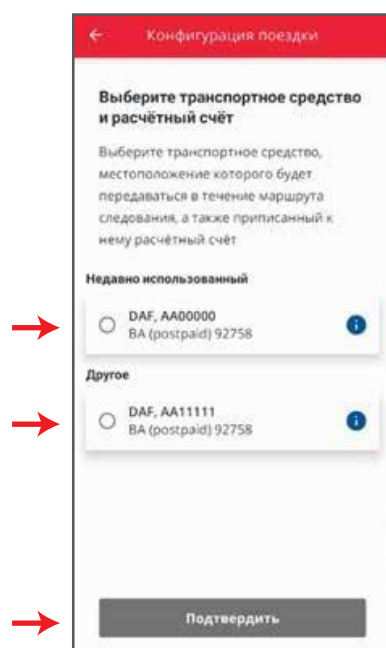 Конфигурация поездки
Выберите транспортное средство
и расчётный счёт
Выберите транспортное средство,
местоположение которого будет
передаваться в течение маршрута
следования, а также приписанный к
нему расчётный счёт
Недавно использованный
DAF, AA00000
BA (postpaid) 92758
Другое
DAF, AA11111
BA (postpaid) 92758
Подтвердить